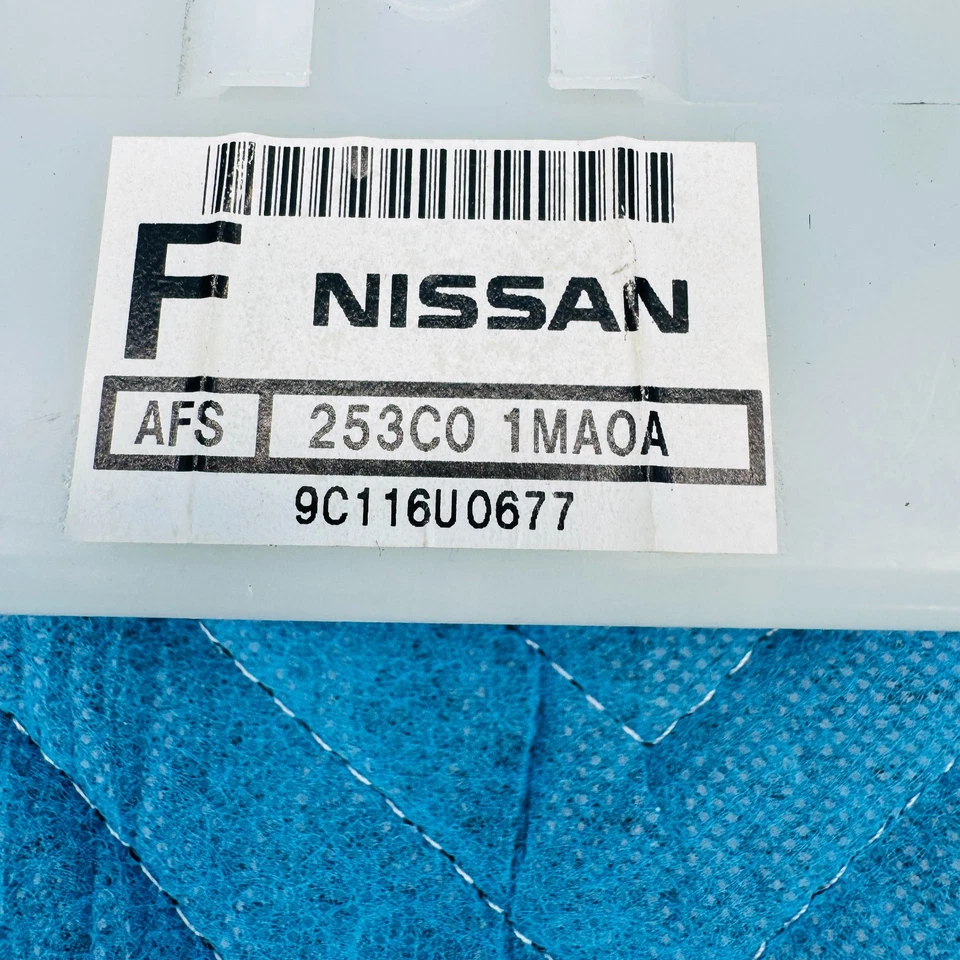 F NISSAN
AFS 253C0 1MA0A
9C116U0677